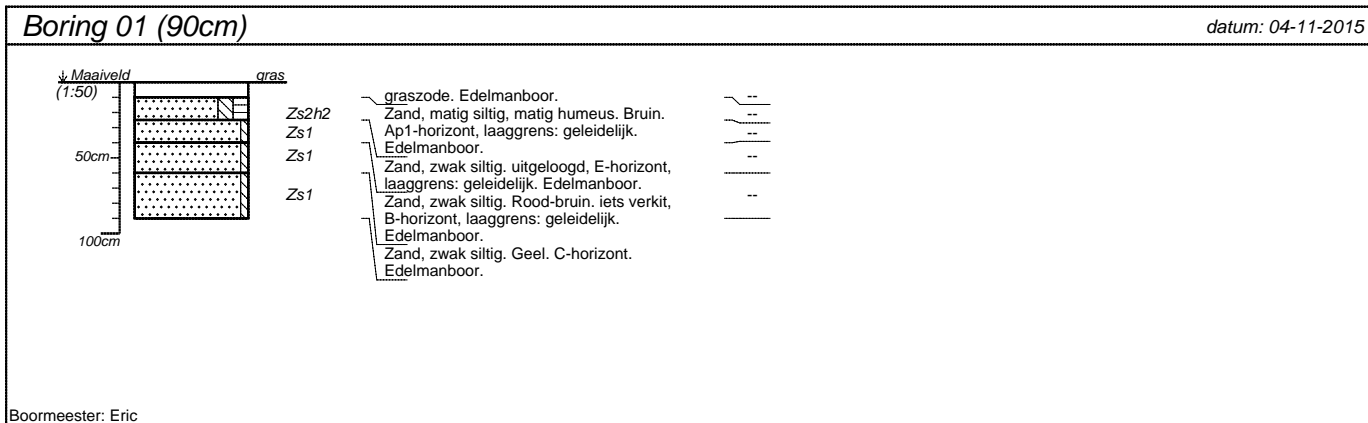 Boring 01 (90cm)
datum: 04-11-2015
Maaiveld
gras
(1:50)
50cm
100cm
Zs2h2
Zs1
Zs1
Zs1
graszode. Edelmanboor.
Zand, matig siltig, matig humeus. Bruin.
Ap1-horizont, laaggrens: geleidelijk.
Edelmanboor.
Zand, zwak siltig. uitgeloogd, E-horizont,
laaggrens: geleidelijk. Edelmanboor.
Zand, zwak siltig. Rood-bruin. iets verkit,
B-horizont, laaggrens: geleidelijk.
Edelmanboor.
Zand, zwak siltig. Geel. C-horizont.
Edelmanboor.
--
--
--
--
--
Boormeester: Eric